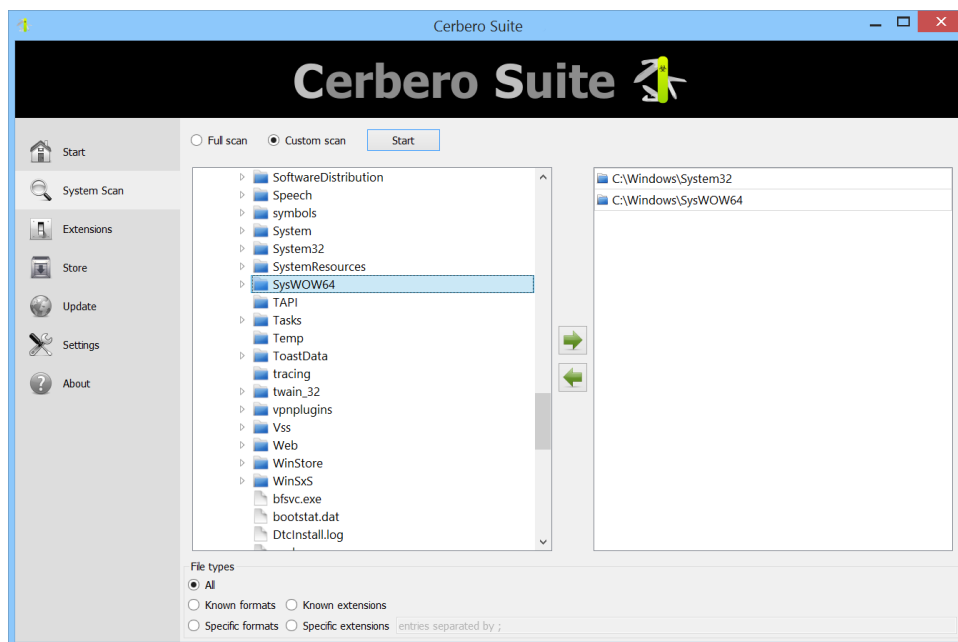 Cerbero Suite
Cerbero Suite
Start
System Scan
Extensions
Store
Update
Settings
About
Full scan
Custom scan
Start
SoftwareDistribution
Speech
symbols
System
System32
SystemResources
SysWOW64
TAPI
Tasks
Temp
ToastData
tracing
twain_32
vpnplugins
Vss
Web
WinStore
WinSxS
bfsvc.exe
bootstat.dat
DtcInstall.log
C:\Windows\System32
C:\Windows\SysWOW64
File types
All
Known formats
Known extensions
Specific formats
Specific extensions
entries separated by ;